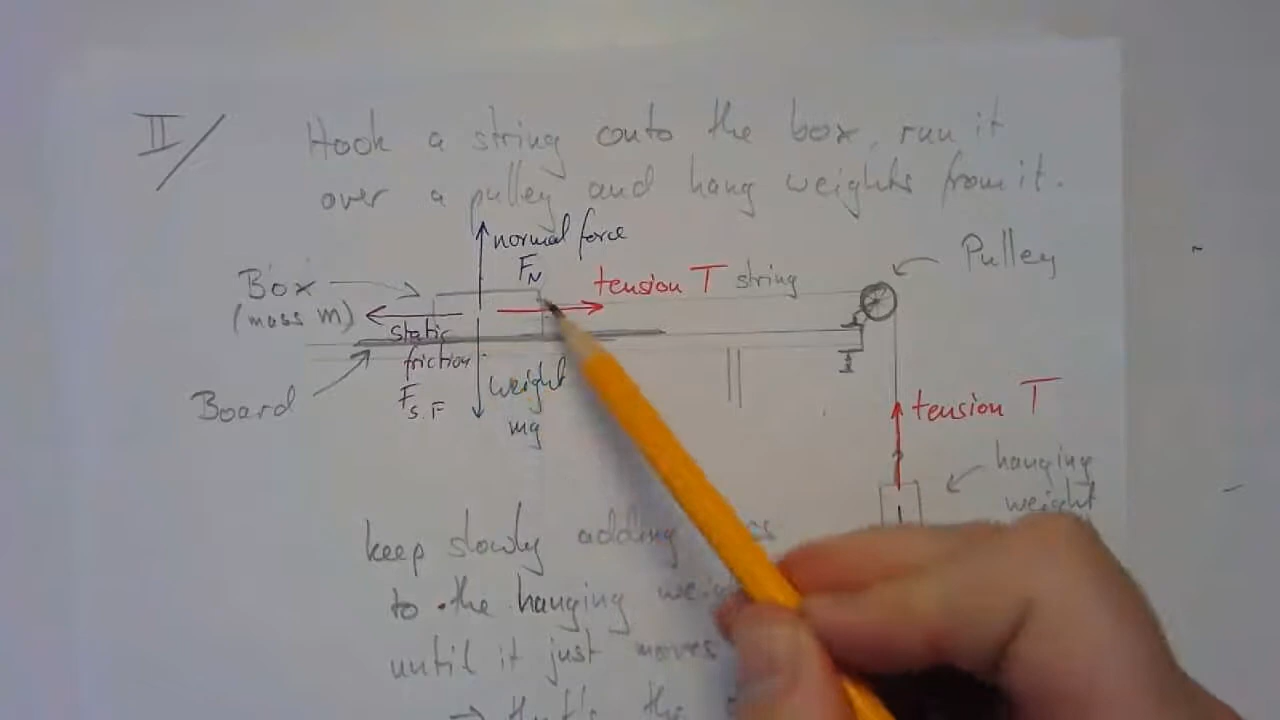 II/ Hook a string onto the box, run it
over a pulley and hang weights from it.
normal force
F_N
Box
(mass m)
tension T string
Pulley
static
friction
F_S.F
Board
weight
mg
tension T
hanging
weight
keep slowly adding
to the hanging
until it just moves
→ that's the